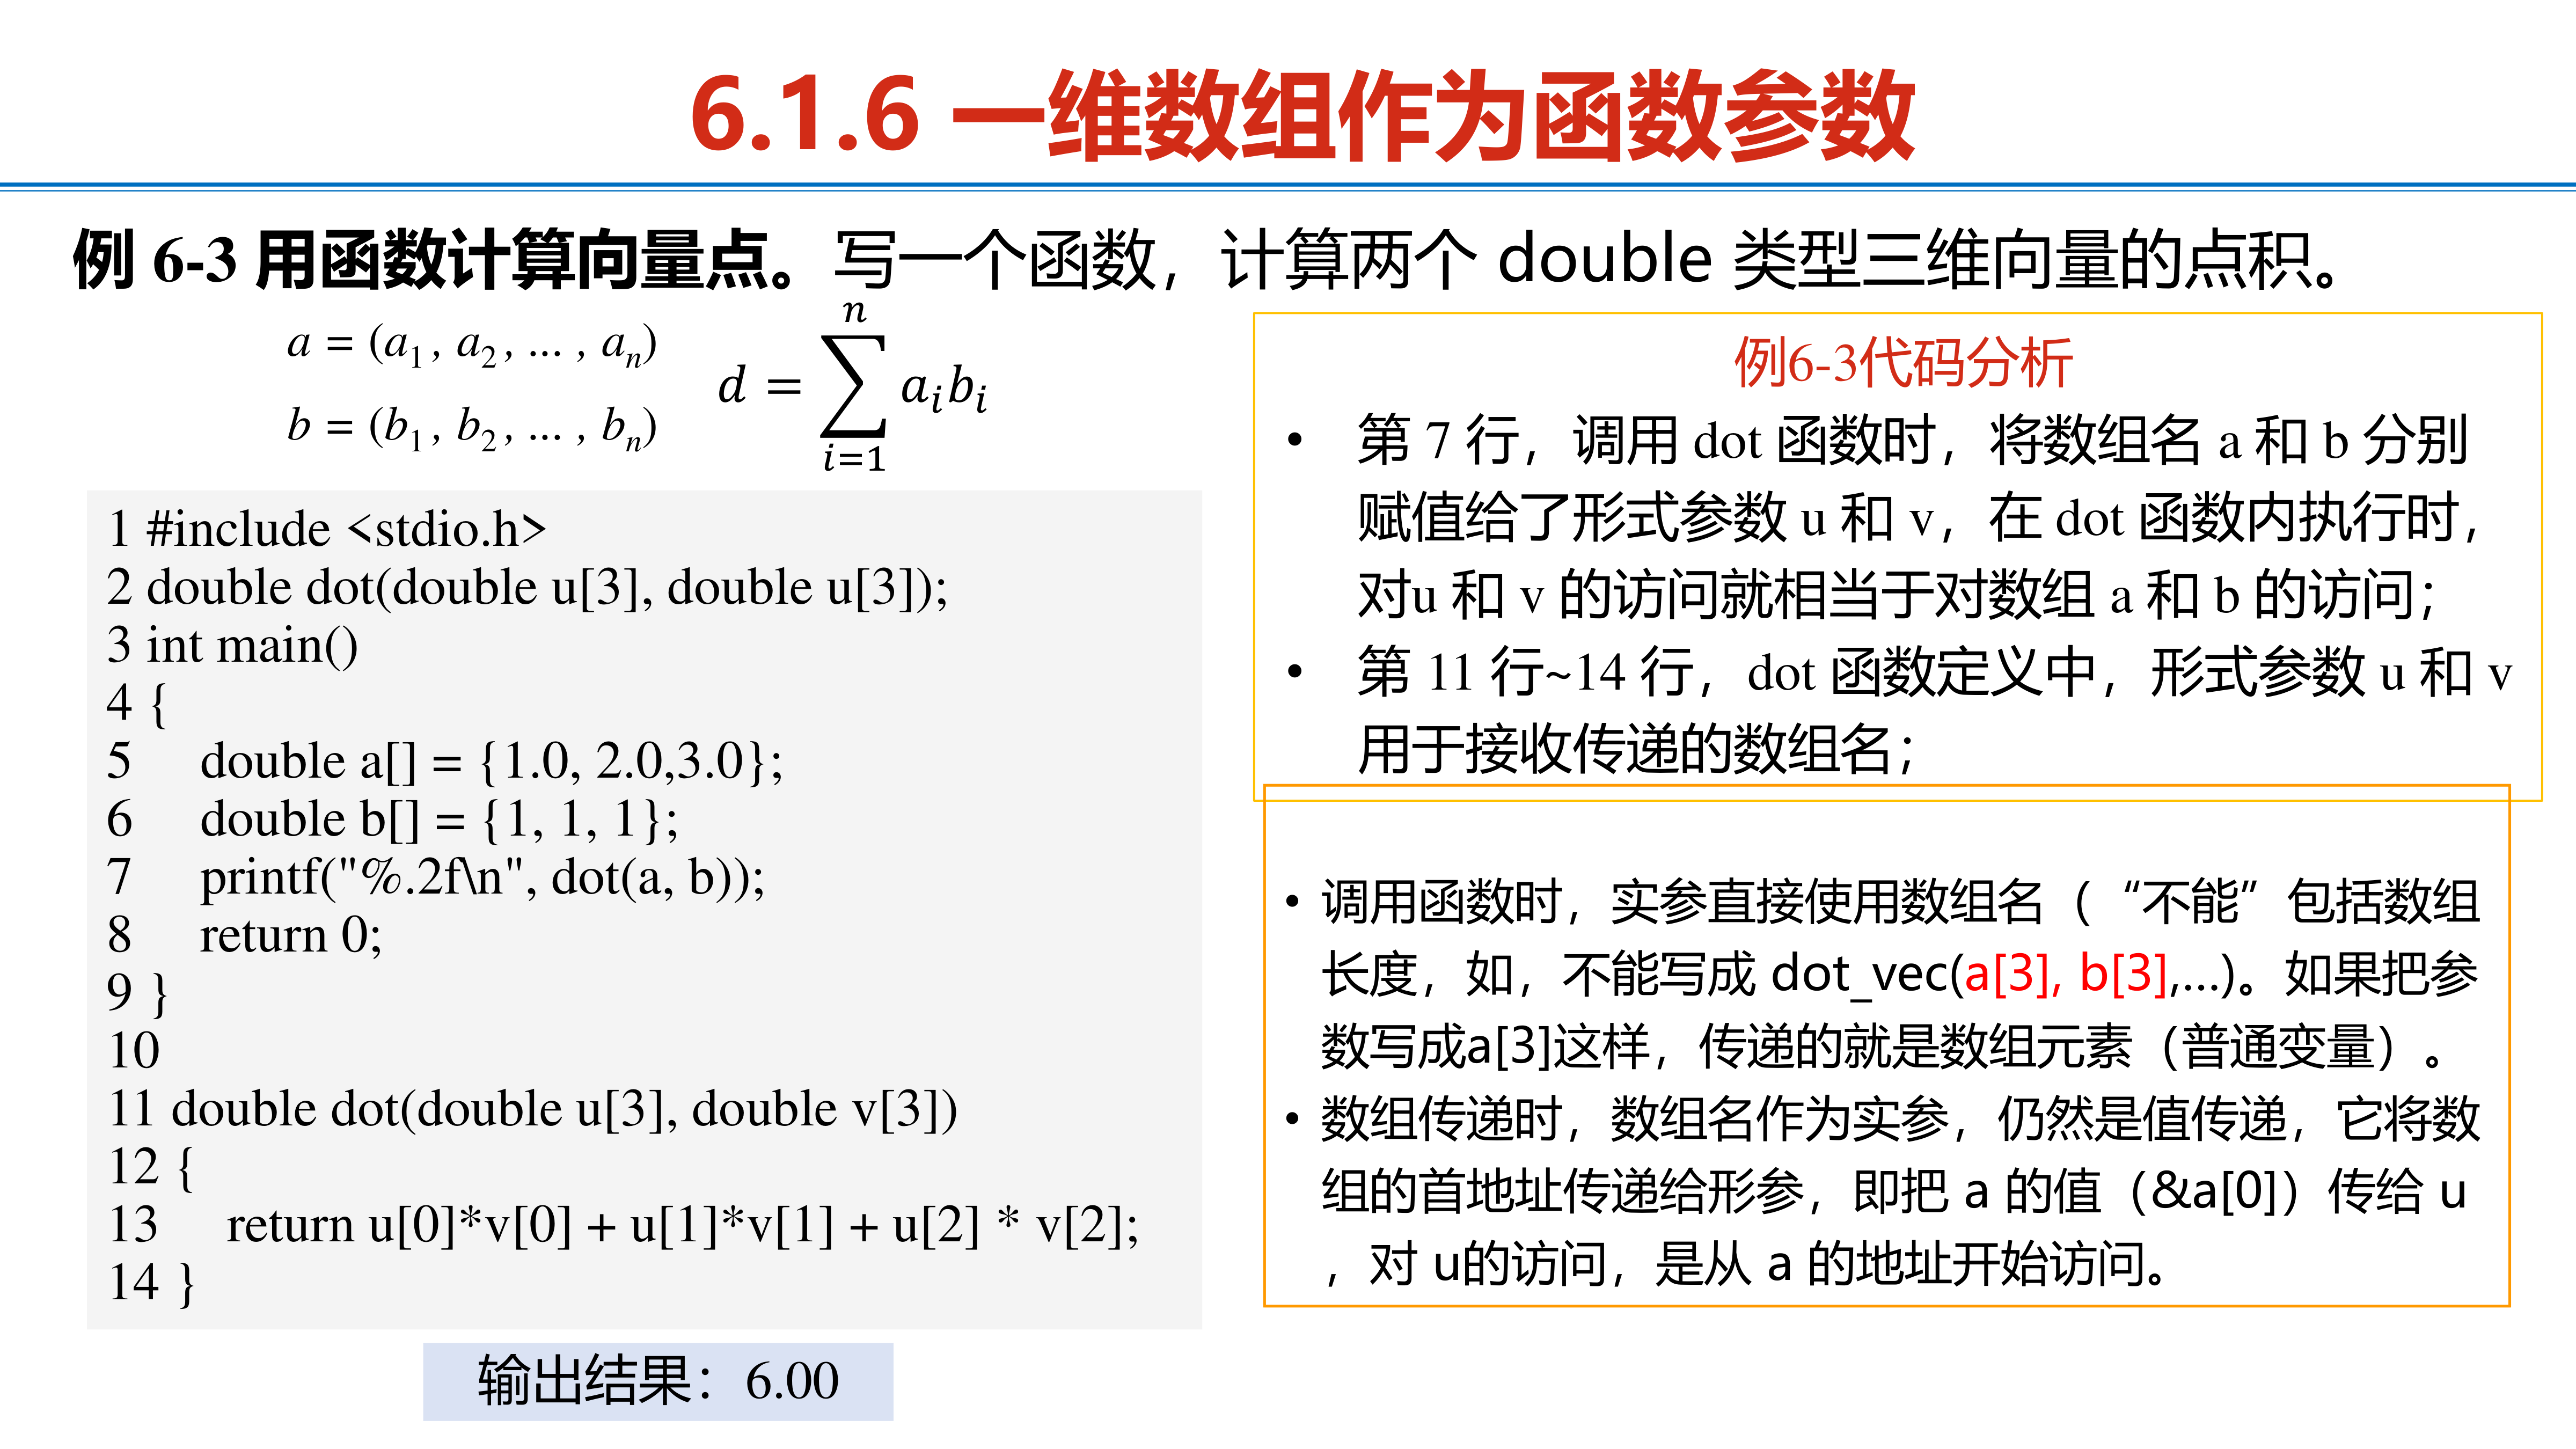 6.1.6 一维数组作为函数参数
例 6-3 用函数计算向量点。写一个函数，计算两个 double 类型三维向量的点积。
a = (a₁, a₂, … , aₙ)
b = (b₁, b₂, … , bₙ)
d = ∑ᵢ₌₁ⁿ aᵢbᵢ
1 #include <stdio.h>
2 double dot(double u[3], double u[3]);
3 int main()
4 {
5 double a[] = {1.0, 2.0,3.0};
6 double b[] = {1, 1, 1};
7 printf("%.2f\n", dot(a, b));
8 return 0;
9 }
10
11 double dot(double u[3], double v[3])
12 {
13 return u[0]*v[0] + u[1]*v[1] + u[2] * v[2];
14 }
输出结果：6.00
例6-3代码分析
• 第 7 行，调用 dot 函数时，将数组名 a 和 b 分别
赋值给了形式参数 u 和 v，在 dot 函数内执行时，
对u 和 v 的访问就相当于对数组 a 和 b 的访问；
• 第 11 行~14 行，dot 函数定义中，形式参数 u 和 v
用于接收传递的数组名；
• 调用函数时，实参直接使用数组名（“不能”包括数组
长度，如，不能写成 dot_vec(a[3], b[3],…)。如果把参
数写成a[3]这样，传递的就是数组元素（普通变量）。
• 数组传递时，数组名作为实参，仍然是值传递，它将数
组的首地址传递给形参，即把 a 的值（&a[0]）传给 u
，对 u的访问，是从 a 的地址开始访问。